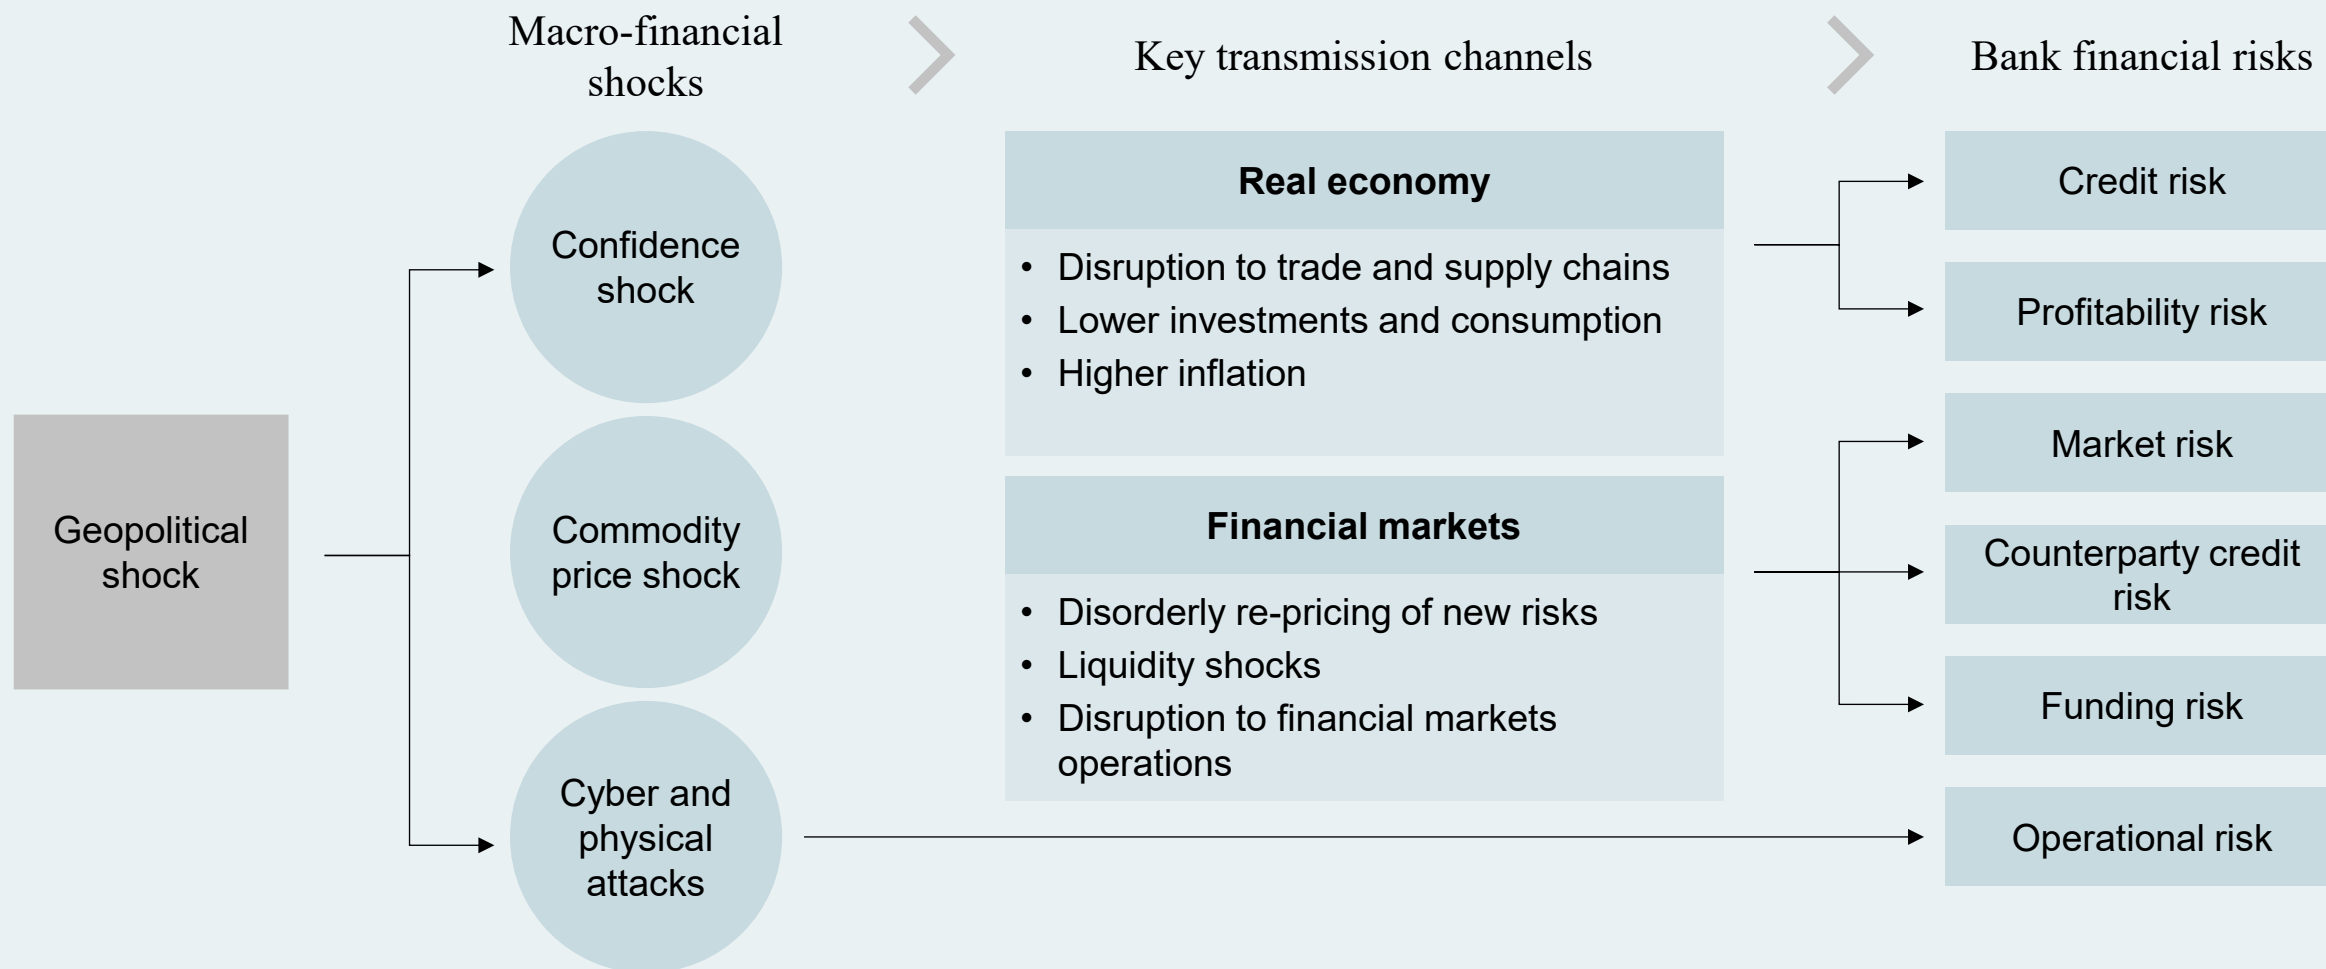 Macro-financial
shocks
Key transmission channels
Bank financial risks
Geopolitical
shock
Confidence
shock
Commodity
price shock
Cyber and
physical
attacks
Real economy
• Disruption to trade and supply chains
• Lower investments and consumption
• Higher inflation
Financial markets
• Disorderly re-pricing of new risks
• Liquidity shocks
• Disruption to financial markets
operations
Credit risk
Profitability risk
Market risk
Counterparty credit
risk
Funding risk
Operational risk